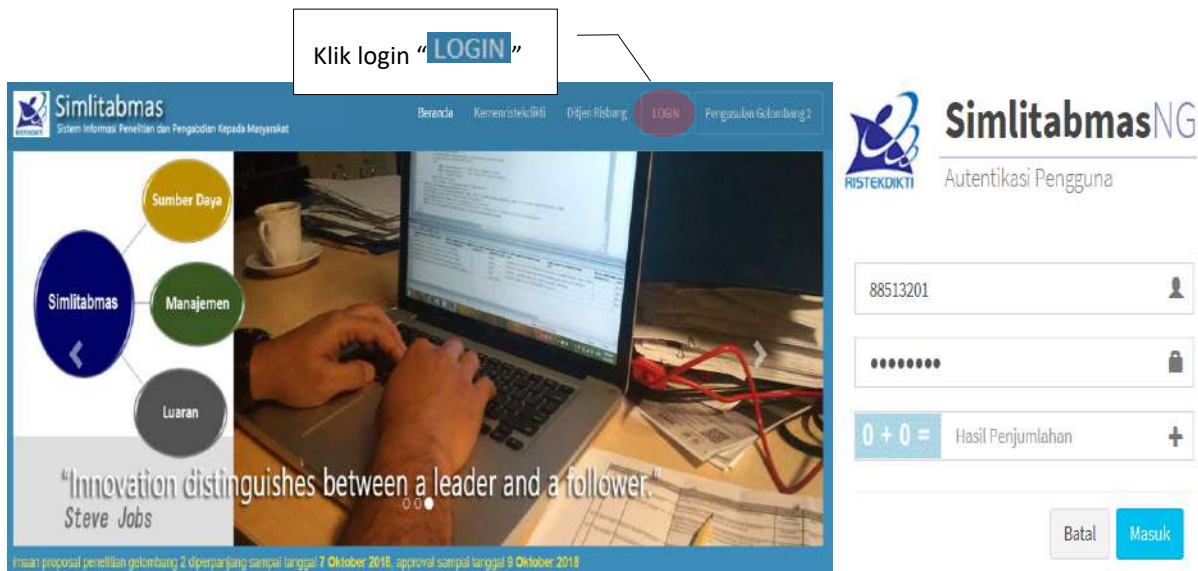 Klik login “ LOGIN ”
Simlitabmas
Sistem Informasi Penelitian dan Pengabdian Kepada Masyarakat
RISTEKDIKTI
Beranda Kemenristekdikti Ditjen Risbang LOGIN Pengusulan Gelombang 2
Sumber Daya
Simlitabmas
Manajemen
Luaran
“Innovation distinguishes between a leader and a follower.”
Steve Jobs
imaan proposal penelitian gelombang 2 diperpanjang sampai tanggal 7 Oktober 2018, approval sampai tanggal 9 Oktober 2018
RISTEKDIKTI
SimlitabmasNG
Autentikasi Pengguna
88513201
0 + 0 = Hasil Penjumlahan
Batal Masuk